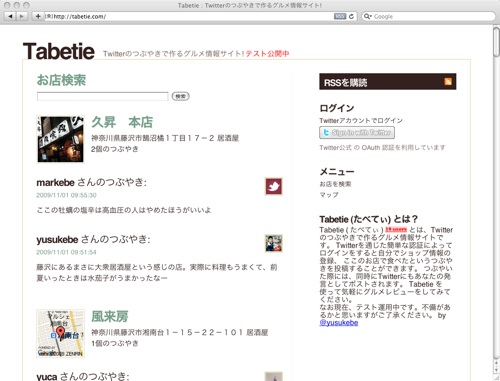 Tabetie : Twitterのつぶやきで作るグルメ情報サイト!
http://tabetie.com/
RSS
Google
Tabetie Twitterのつぶやきで作るグルメ情報サイト! テスト公開中
お店検索
検索
久昇 本店
神奈川県藤沢市鵠沼橘１丁目１７－２ 居酒屋
2個のつぶやき
markebe さんのつぶやき:
2009/11/01 09:55:30
ここの牡蠣の塩辛は高血圧の人はやめたほうがいいよ
yusukebe さんのつぶやき:
2009/11/01 09:51:54
藤沢にあるまさに大衆居酒屋という感じの店。実際に料理もうまくて、前
夏いったときは水茄子がうまかったなー
風来房
神奈川県藤沢市湘南台１－１５－２２－１０１ 居酒屋
1個のつぶやき
yuca さんのつぶやき:
RSSを購読
ログイン
Twitterアカウントでログイン
Sign in with Twitter
Twitter公式 の OAuth 認証を利用しています
メニュー
お店を検索
マップ
Tabetie (たべてぃ) とは？
Tabetie ( たべてぃ ) とは、Twitter
のつぶやきで作るグルメ情報サイトで
す。 Twitterを通じた簡単な認証によって
ログインをすると自分でショップ情報の
登録、ここのお店で食べたというつぶや
きを投稿することができます。 つぶやい
た際には、同時にTwitterにもあなたの発
言としてポストされます。 Tabetie を
使って気軽にグルメレビューをしてみて
ください。
なお現在、テスト運用中です。不備があ
るかと思いますがご了承ください。 by
@yusukebe